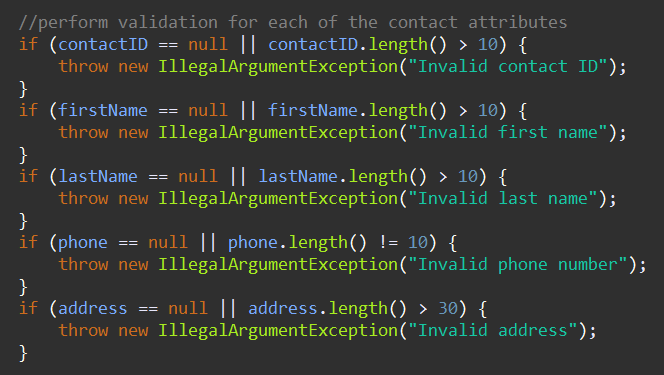 //perform validation for each of the contact attributes
if (contactID == null || contactID.length() > 10) {
    throw new IllegalArgumentException("Invalid contact ID");
}
if (firstName == null || firstName.length() > 10) {
    throw new IllegalArgumentException("Invalid first name");
}
if (lastName == null || lastName.length() > 10) {
    throw new IllegalArgumentException("Invalid last name");
}
if (phone == null || phone.length() != 10) {
    throw new IllegalArgumentException("Invalid phone number");
}
if (address == null || address.length() > 30) {
    throw new IllegalArgumentException("Invalid address");
}